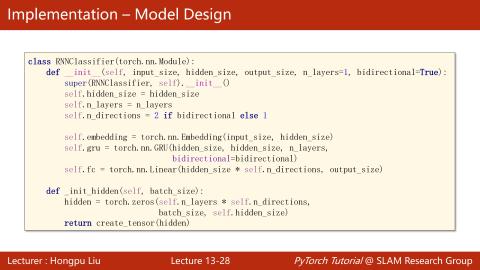 Implementation – Model Design
class RNNClassifier(torch.nn.Module):
    def __init__(self, input_size, hidden_size, output_size, n_layers=1, bidirectional=True):
        super(RNNClassifier, self).__init__()
        self.hidden_size = hidden_size
        self.n_layers = n_layers
        self.n_directions = 2 if bidirectional else 1
        self.embedding = torch.nn.Embedding(input_size, hidden_size)
        self.gru = torch.nn.GRU(hidden_size, hidden_size, n_layers,
                                bidirectional=bidirectional)
        self.fc = torch.nn.Linear(hidden_size * self.n_directions, output_size)
    def _init_hidden(self, batch_size):
        hidden = torch.zeros(self.n_layers * self.n_directions,
                             batch_size, self.hidden_size)
        return create_tensor(hidden)
Lecturer : Hongpu Liu
Lecture 13-28
PyTorch Tutorial @ SLAM Research Group